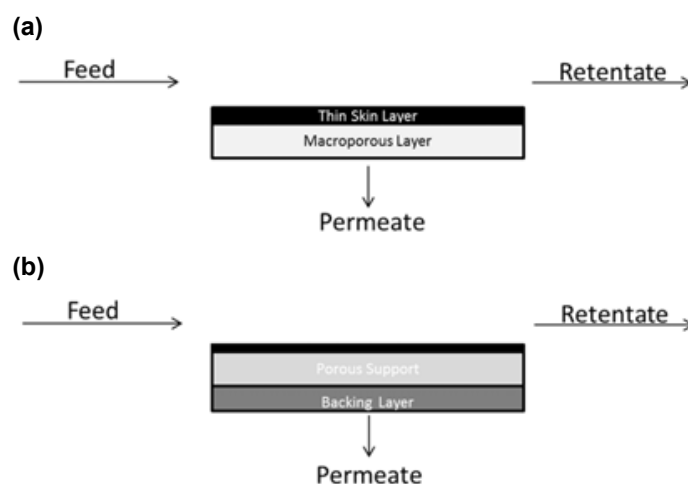 (a)
Feed
Retentate
Thin Skin Layer
Macroporous Layer
Permeate
(b)
Feed
Retentate
Porous Support
Backing Layer
Permeate